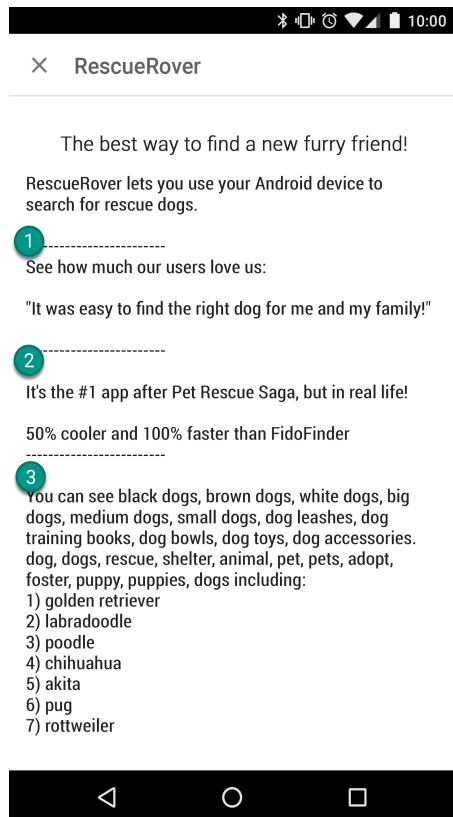 10:00
RescueRover
The best way to find a new furry friend!
RescueRover lets you use your Android device to
search for rescue dogs.
1 ----------------------
See how much our users love us:
"It was easy to find the right dog for me and my family!"
2 ----------------------
It's the #1 app after Pet Rescue Saga, but in real life!
50% cooler and 100% faster than FidoFinder
-------------------------
3
You can see black dogs, brown dogs, white dogs, big
dogs, medium dogs, small dogs, dog leashes, dog
training books, dog bowls, dog toys, dog accessories.
dog, dogs, rescue, shelter, animal, pet, pets, adopt,
foster, puppy, puppies, dogs including:
1) golden retriever
2) labradoodle
3) poodle
4) chihuahua
5) akita
6) pug
7) rottweiler